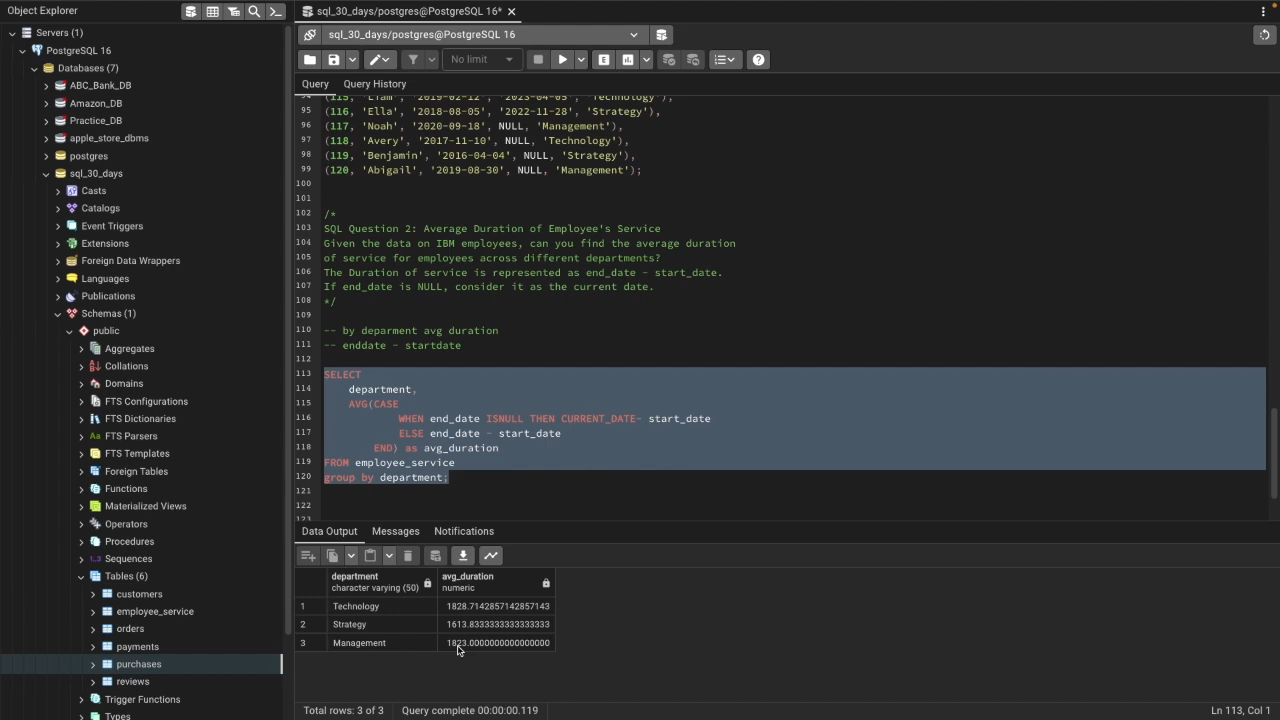 Object Explorer
sql_30_days/postgres@PostgreSQL 16*
Servers (1)
PostgreSQL 16
Databases (7)
ABC_Bank_DB
Amazon_DB
Practice_DB
apple_store_dbms
postgres
sql_30_days
Casts
Catalogs
Event Triggers
Extensions
Foreign Data Wrappers
Languages
Publications
Schemas (1)
public
Aggregates
Collations
Domains
FTS Configurations
FTS Dictionaries
FTS Parsers
FTS Templates
Foreign Tables
Functions
Materialized Views
Operators
Procedures
Sequences
Tables (6)
customers
employee_service
orders
payments
purchases
reviews
Trigger Functions
Types
sql_30_days/postgres@PostgreSQL 16
No limit
Query
Query History
94 (115, 'Liam', '2019-02-12', '2023-04-05', 'Technology'),
95 (116, 'Ella', '2018-08-05', '2022-11-28', 'Strategy'),
96 (117, 'Noah', '2020-09-18', NULL, 'Management'),
97 (118, 'Avery', '2017-11-10', NULL, 'Technology'),
98 (119, 'Benjamin', '2016-04-04', NULL, 'Strategy'),
99 (120, 'Abigail', '2019-08-30', NULL, 'Management');
100
101
102 /*
103 SQL Question 2: Average Duration of Employee's Service
104 Given the data on IBM employees, can you find the average duration
105 of service for employees across different departments?
106 The Duration of service is represented as end_date - start_date.
107 If end_date is NULL, consider it as the current date.
108 */
109
110 -- by deparment avg duration
111 -- enddate - startdate
112
113 SELECT
114 department,
115 AVG(CASE
116 WHEN end_date ISNULL THEN CURRENT_DATE- start_date
117 ELSE end_date - start_date
118 END) as avg_duration
119 FROM employee_service
120 group by department;
121
122
123
Data Output
Messages
Notifications
department
character varying (50)
avg_duration
numeric
1 Technology 1828.7142857142857143
2 Strategy 1613.8333333333333333
3 Management 1823.0000000000000000
Total rows: 3 of 3
Query complete 00:00:00.119
Ln 113, Col 1